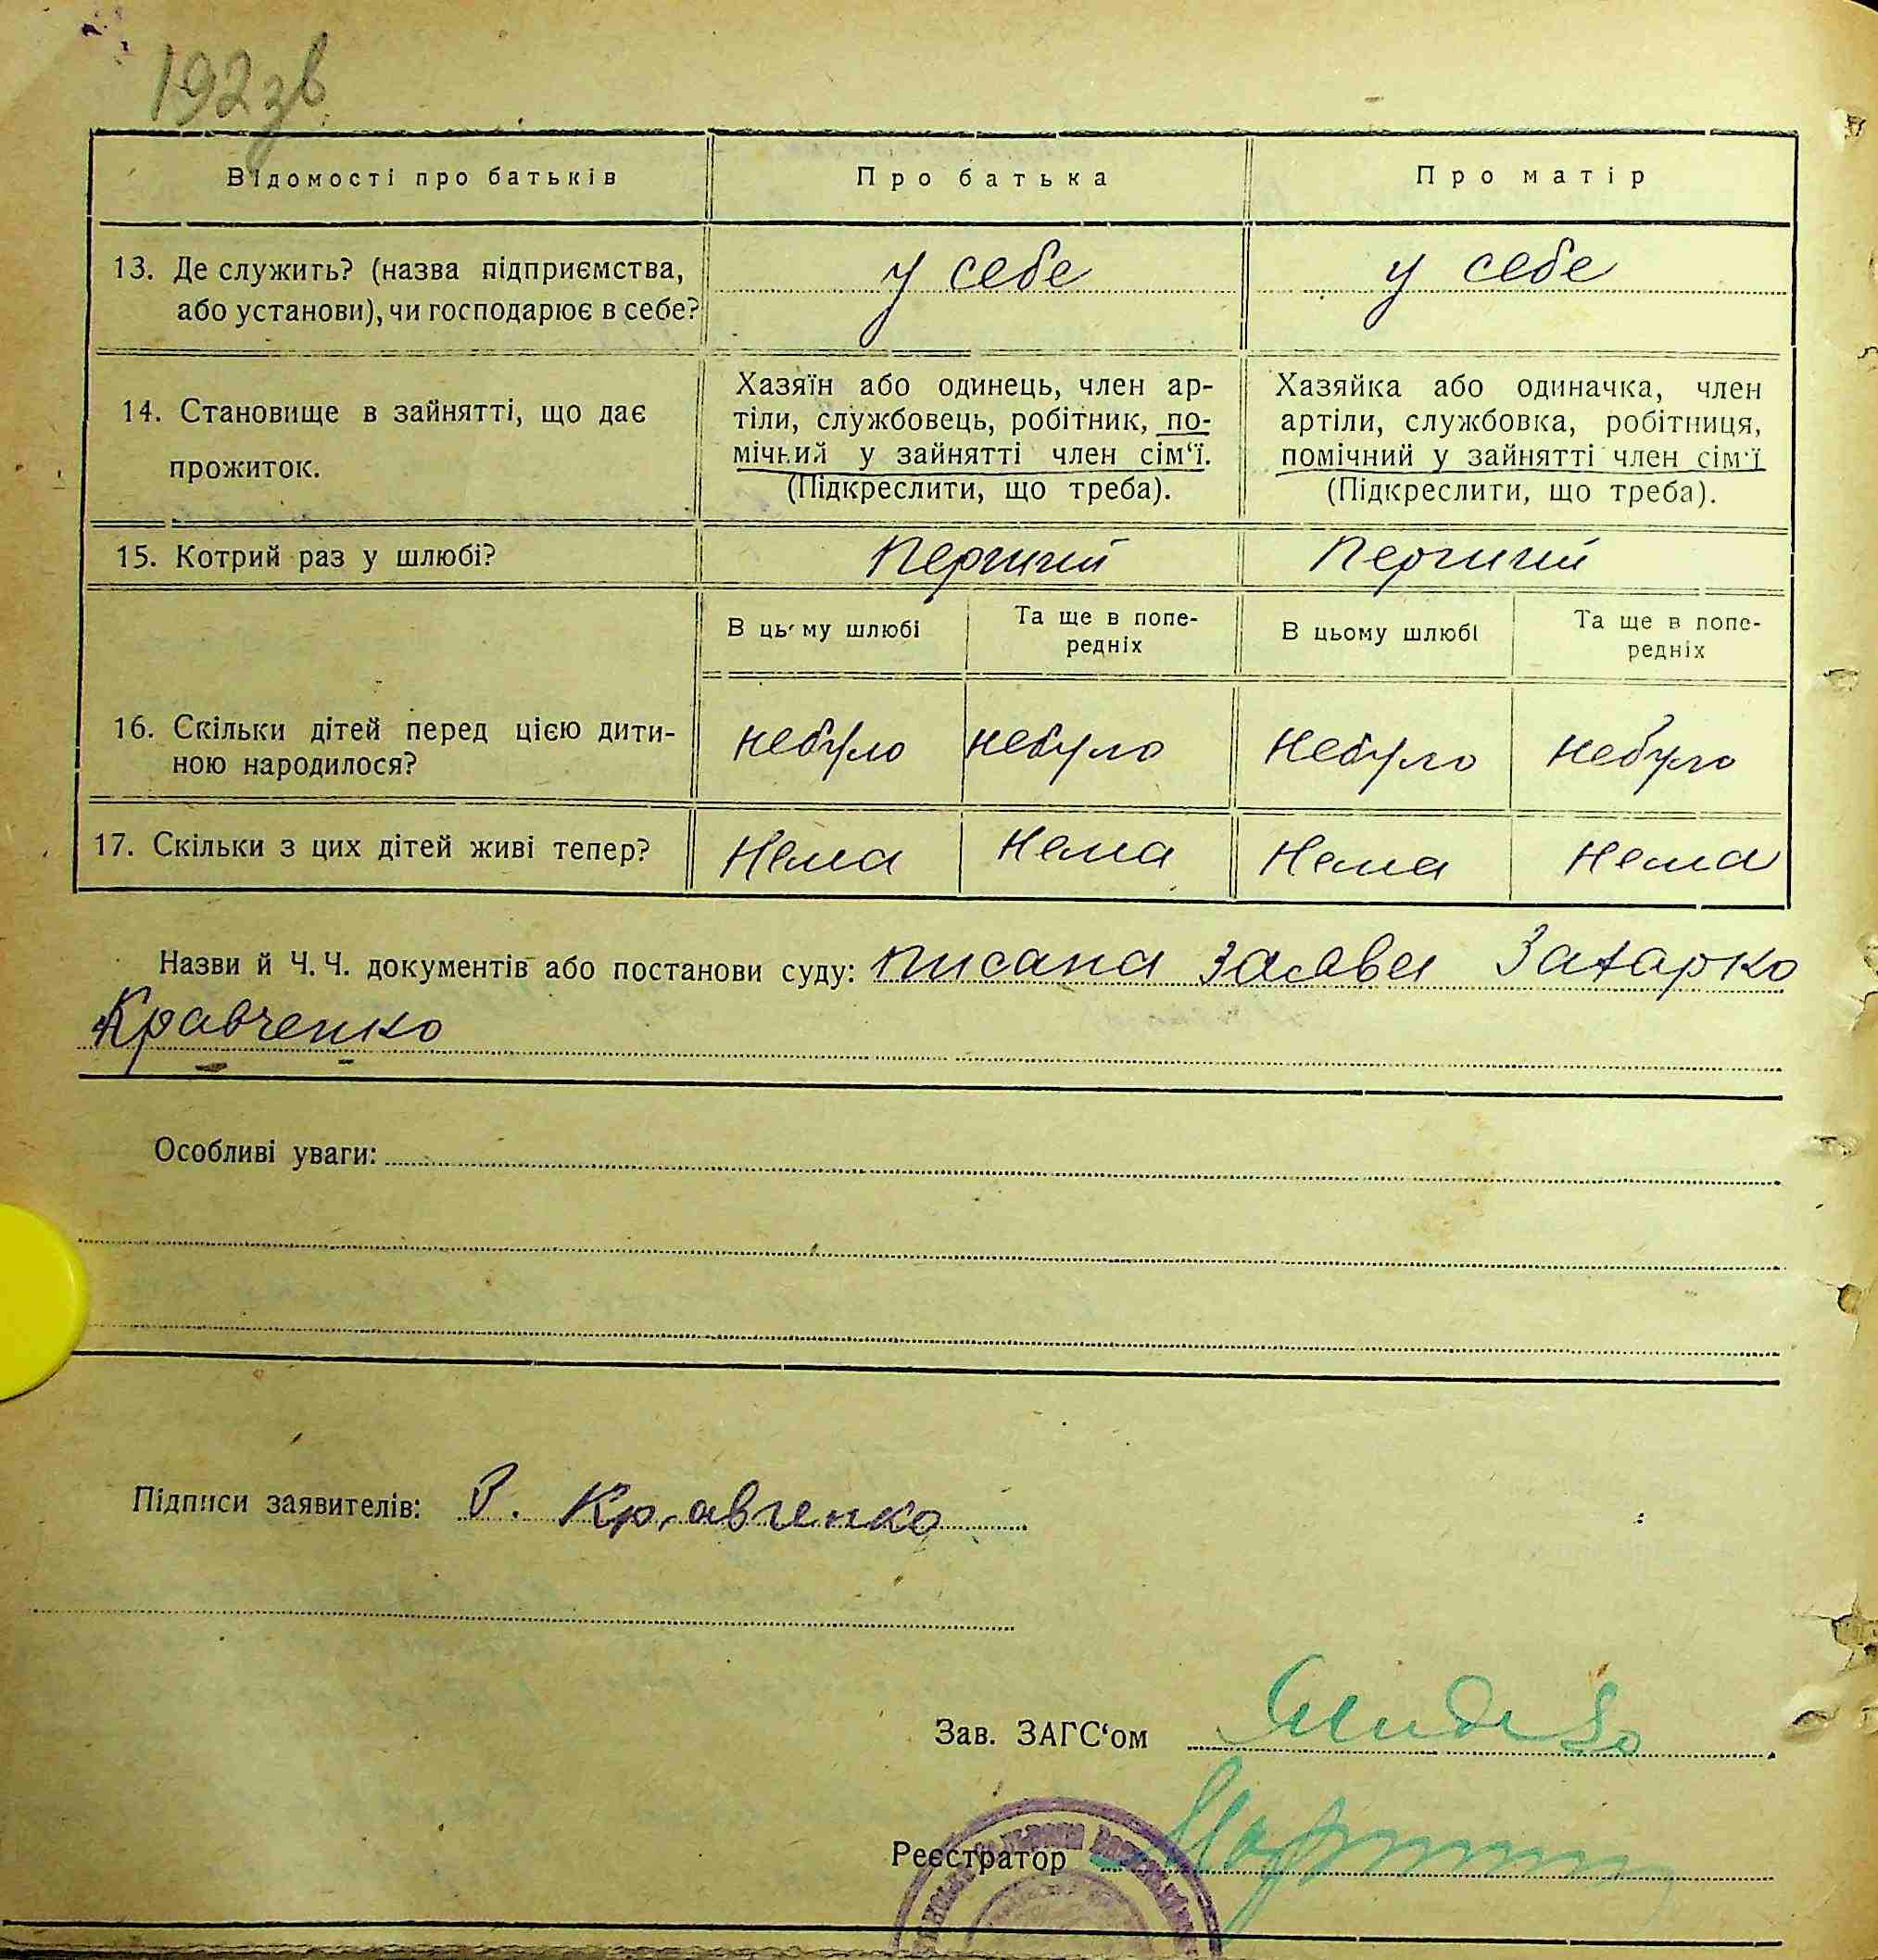 192зв
Відомості про батьків
Про батька
Про матір
13. Де служить? (назва підприємства,
або установи), чи господарює в себе?
у себе
у себе
14. Становище в зайнятті, що дає
прожиток.
Хазяїн або одинець, член ар-
тіли, службовець, робітник, по-
мічний у зайнятті член сім‘ї.
(Підкреслити, що треба).
Хазяйка або одиначка, член
артіли, службовка, робітниця,
помічний у зайнятті член сім‘ї
(Підкреслити, що треба).
15. Котрий раз у шлюбі?
Перший
Перший
В цьому шлюбі
Та ще в попе-
редніх
В цьому шлюбі
Та ще в попе-
редніх
16. Скільки дітей перед цією дити-
ною народилося?
небуло
небуло
небуло
небуло
17. Скільки з цих дітей живі тепер?
Нема
Нема
Нема
Нема
Назви й Ч. Ч. документів або постанови суду: писана заява Захарко
Кравченко
Особливі уваги:
Підписи заявителів: З. Кравченко
Зав. ЗАГС‘ом
Реєстратор